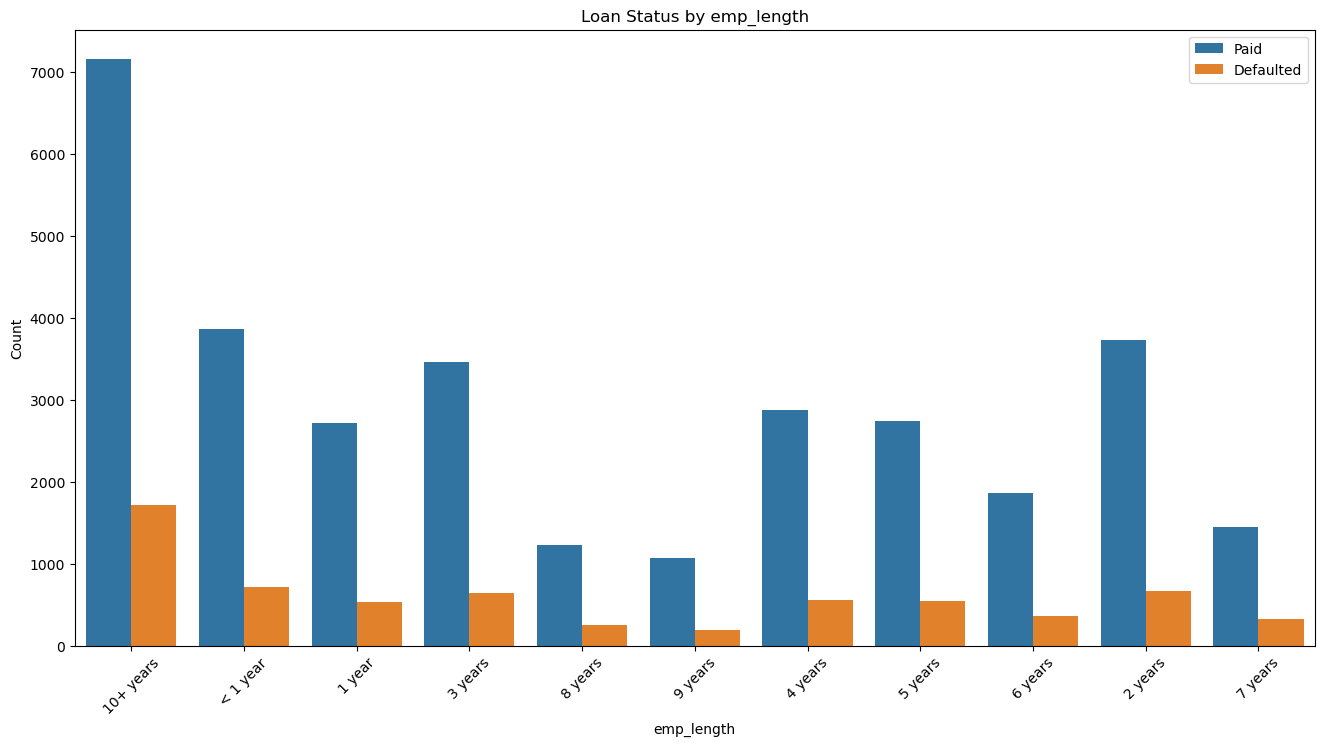 Loan Status by emp_length
Paid
Defaulted
Count
7000
6000
5000
4000
3000
2000
1000
0
10+ years
< 1 year
1 year
3 years
8 years
9 years
4 years
5 years
6 years
2 years
7 years
emp_length